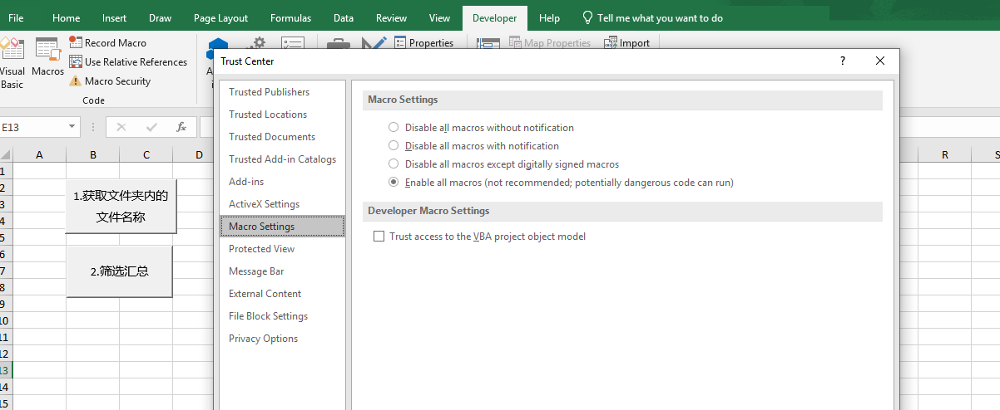 File Home Insert Draw Page Layout Formulas Data Review View Developer Help Tell me what you want to do
Record Macro
Use Relative References
Macro Security
Visual Basic
Macros
Code
Properties
Map Properties
Import
Trust Center ?
E13 fx
A B C D R S
1
2
3
4
5
6
7
8
9
10
11
12
13
14
15
1.获取文件夹内的
文件名称
2.筛选汇总
Trusted Publishers
Trusted Locations
Trusted Documents
Trusted Add-in Catalogs
Add-ins
ActiveX Settings
Macro Settings
Protected View
Message Bar
External Content
File Block Settings
Privacy Options
Macro Settings
Disable all macros without notification
Disable all macros with notification
Disable all macros except digitally signed macros
Enable all macros (not recommended; potentially dangerous code can run)
Developer Macro Settings
Trust access to the VBA project object model